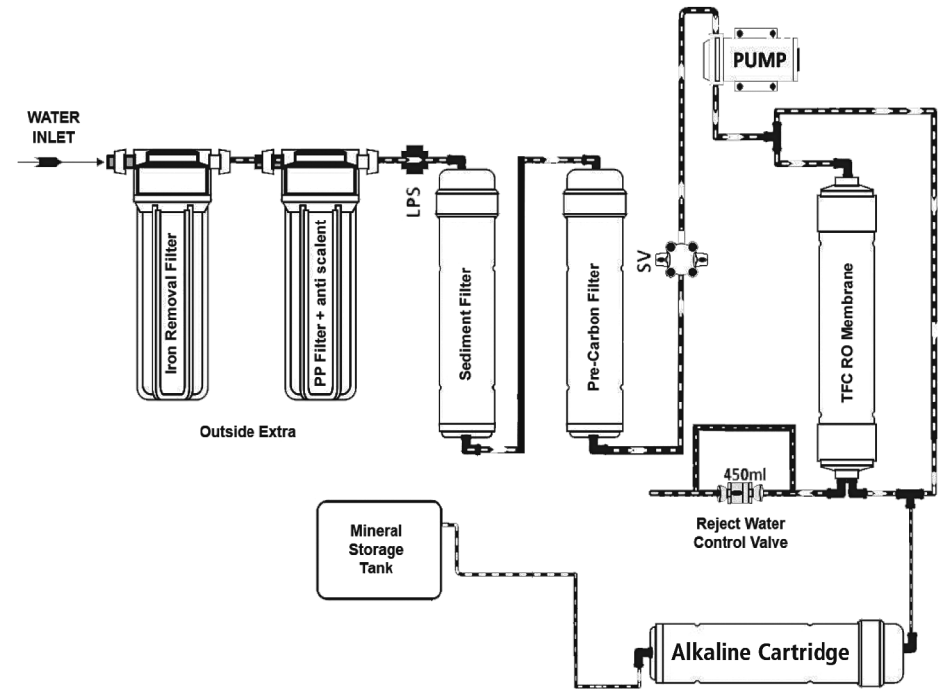 WATER
INLET
Iron Removal Filter
PP Filter + anti scalent
Outside Extra
LPS
Sediment Filter
Pre-Carbon Filter
SV
PUMP
TFC RO Membrane
450ml
Reject Water
Control Valve
Mineral
Storage
Tank
Alkaline Cartridge